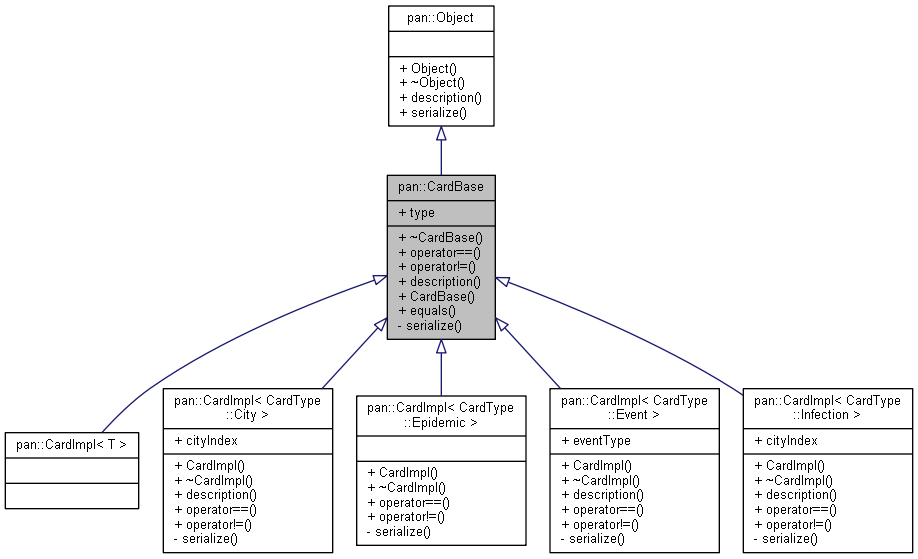 pan::Object
+ Object()
+ ~Object()
+ description()
+ serialize()
pan::CardBase
+ type
+ ~CardBase()
+ operator==()
+ operator!=()
+ description()
+ CardBase()
+ equals()
- serialize()
pan::CardImpl< T >
pan::CardImpl< CardType
::City >
+ cityIndex
+ CardImpl()
+ ~CardImpl()
+ description()
+ operator==()
+ operator!=()
- serialize()
pan::CardImpl< CardType
::Epidemic >
+ CardImpl()
+ ~CardImpl()
+ operator==()
+ operator!=()
- serialize()
pan::CardImpl< CardType
::Event >
+ eventType
+ CardImpl()
+ ~CardImpl()
+ description()
+ operator==()
+ operator!=()
- serialize()
pan::CardImpl< CardType
::Infection >
+ cityIndex
+ CardImpl()
+ ~CardImpl()
+ description()
+ operator==()
+ operator!=()
- serialize()